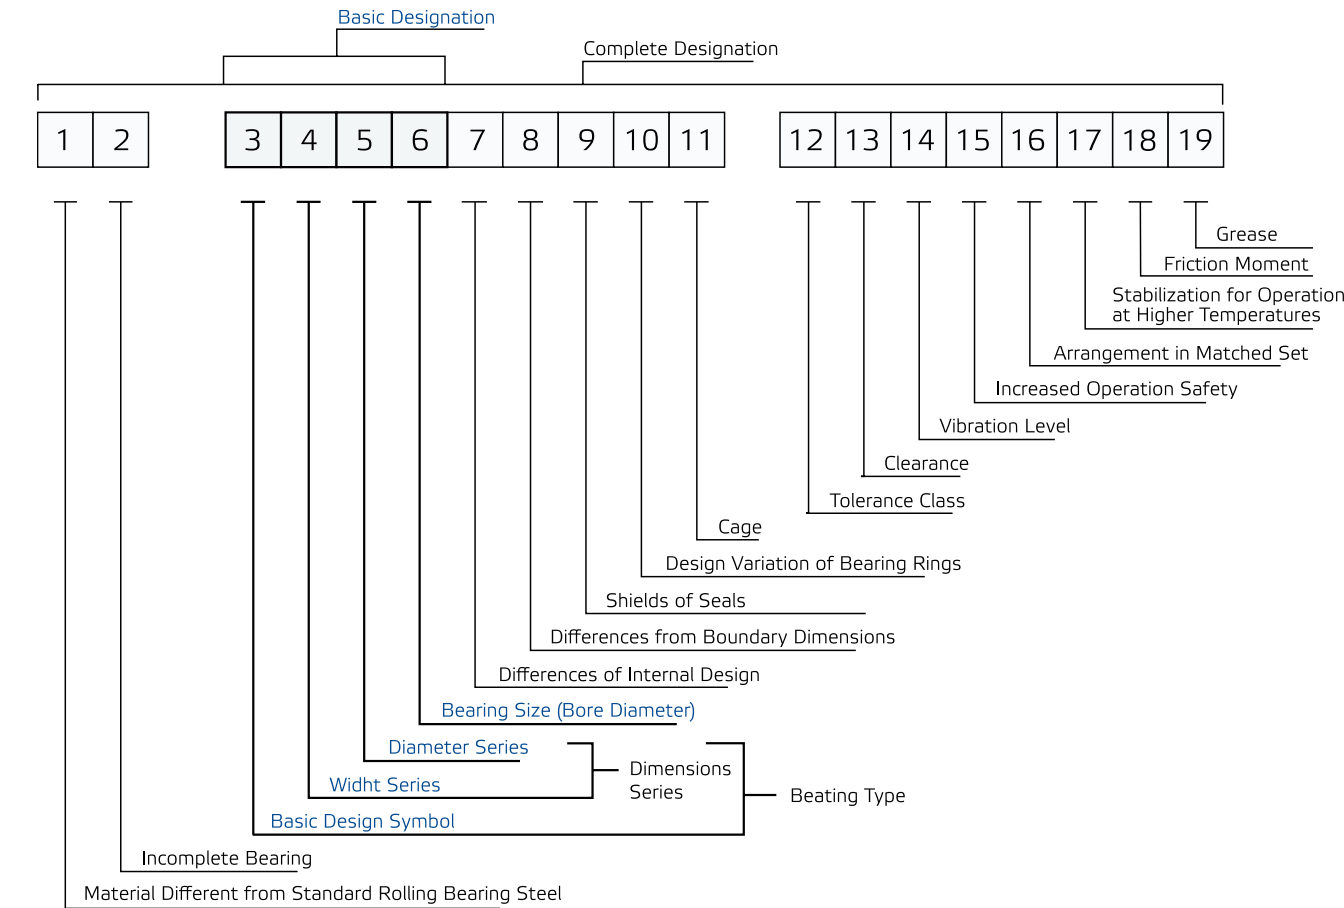 Basic Designation
Complete Designation
1 2 3 4 5 6 7 8 9 10 11 12 13 14 15 16 17 18 19
Grease
Friction Moment
Stabilization for Operation
at Higher Temperatures
Arrangement in Matched Set
Increased Operation Safety
Vibration Level
Clearance
Tolerance Class
Cage
Design Variation of Bearing Rings
Shields of Seals
Differences from Boundary Dimensions
Differences of Internal Design
Bearing Size (Bore Diameter)
Diameter Series
Dimensions
Series
Widht Series
Beating Type
Basic Design Symbol
Incomplete Bearing
Material Different from Standard Rolling Bearing Steel